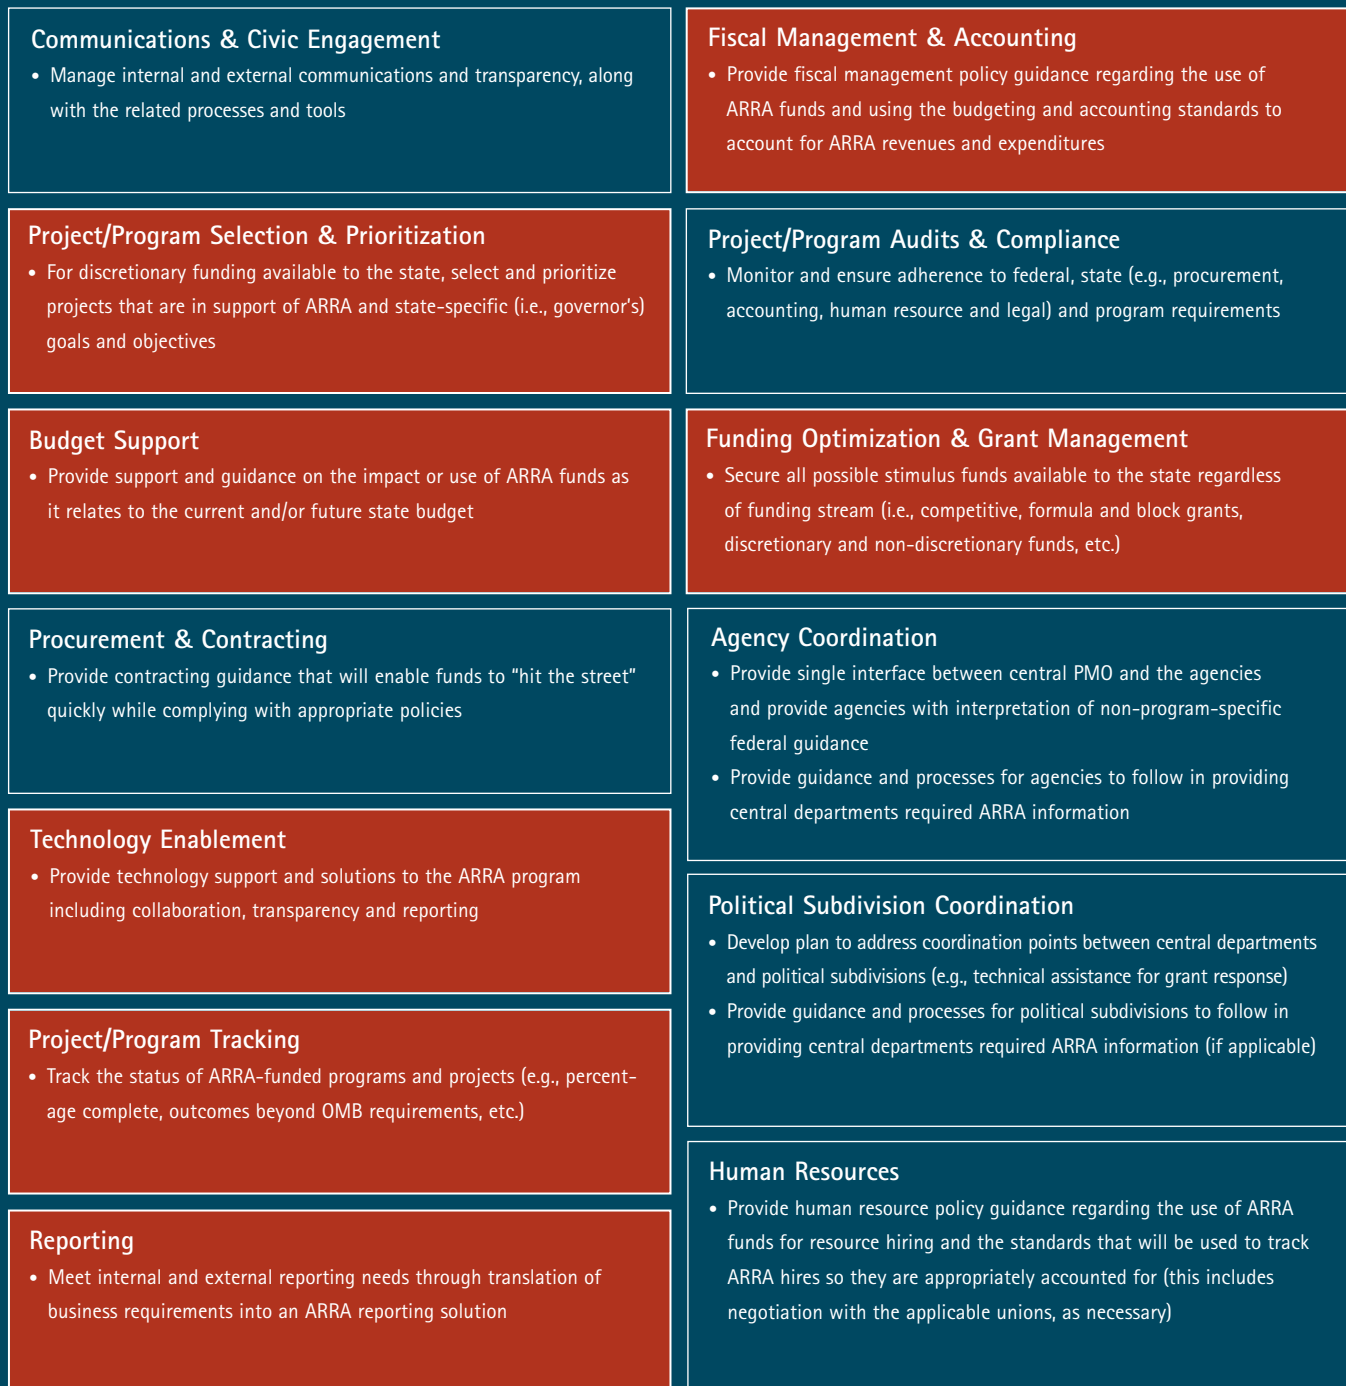 Communications & Civic Engagement
• Manage internal and external communications and transparency, along
with the related processes and tools
Project/Program Selection & Prioritization
• For discretionary funding available to the state, select and prioritize
projects that are in support of ARRA and state-specific (i.e., governor's)
goals and objectives
Budget Support
• Provide support and guidance on the impact or use of ARRA funds as
it relates to the current and/or future state budget
Procurement & Contracting
• Provide contracting guidance that will enable funds to “hit the street”
quickly while complying with appropriate policies
Technology Enablement
• Provide technology support and solutions to the ARRA program
including collaboration, transparency and reporting
Project/Program Tracking
• Track the status of ARRA-funded programs and projects (e.g., percent-
age complete, outcomes beyond OMB requirements, etc.)
Reporting
• Meet internal and external reporting needs through translation of
business requirements into an ARRA reporting solution
Fiscal Management & Accounting
• Provide fiscal management policy guidance regarding the use of
ARRA funds and using the budgeting and accounting standards to
account for ARRA revenues and expenditures
Project/Program Audits & Compliance
• Monitor and ensure adherence to federal, state (e.g., procurement,
accounting, human resource and legal) and program requirements
Funding Optimization & Grant Management
• Secure all possible stimulus funds available to the state regardless
of funding stream (i.e., competitive, formula and block grants,
discretionary and non-discretionary funds, etc.)
Agency Coordination
• Provide single interface between central PMO and the agencies
and provide agencies with interpretation of non-program-specific
federal guidance
• Provide guidance and processes for agencies to follow in providing
central departments required ARRA information
Political Subdivision Coordination
• Develop plan to address coordination points between central departments
and political subdivisions (e.g., technical assistance for grant response)
• Provide guidance and processes for political subdivisions to follow in
providing central departments required ARRA information (if applicable)
Human Resources
• Provide human resource policy guidance regarding the use of ARRA
funds for resource hiring and the standards that will be used to track
ARRA hires so they are appropriately accounted for (this includes
negotiation with the applicable unions, as necessary)